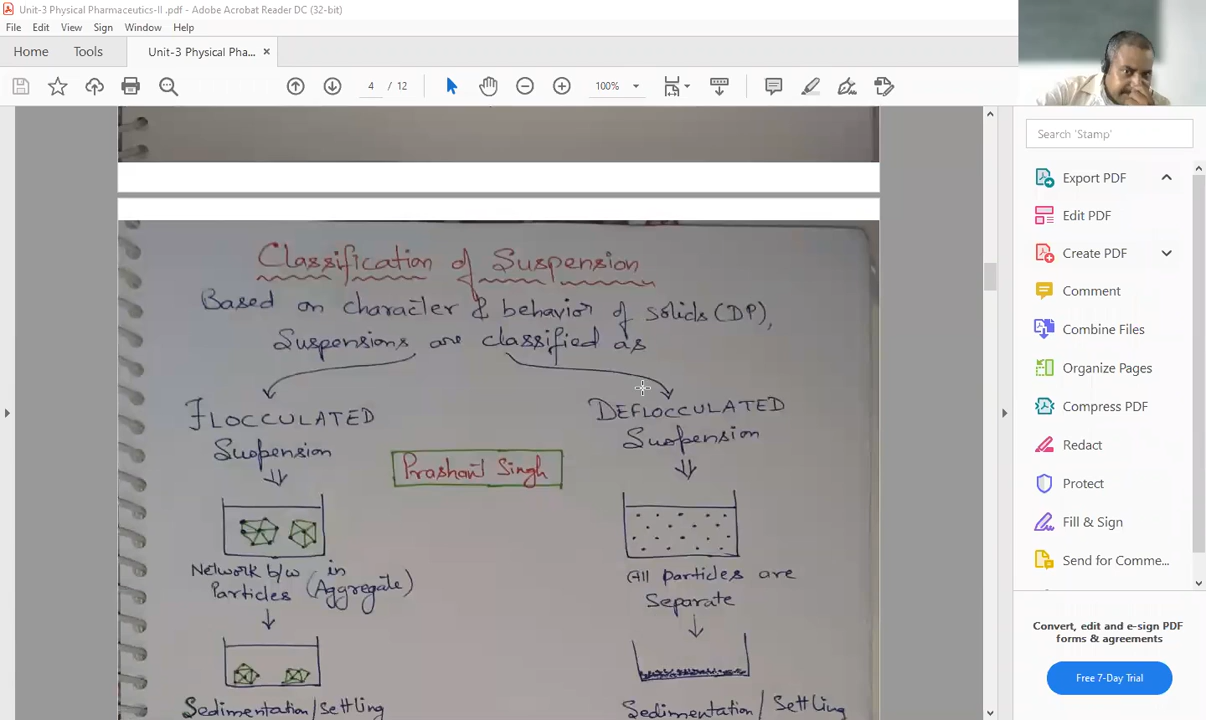 Unit-3 Physical Pharmaceutics-II .pdf - Adobe Acrobat Reader DC (32-bit)
File Edit View Sign Window Help
Home Tools Unit-3 Physical Pha... ×
4 / 12 100%
Search 'Stamp'
Export PDF
Edit PDF
Create PDF
Comment
Combine Files
Organize Pages
Compress PDF
Redact
Protect
Fill & Sign
Send for Comme...
Convert, edit and e-sign PDF
forms & agreements
Free 7-Day Trial
Classification of Suspension
Based on character & behavior of solids (DP),
Suspensions are classified as
FLOCCULATED
Suspension
DEFLOCCULATED
Suspension
Prashant Singh
Network b/w in
Particles (Aggregate)
All particles are
Separate
Sedimentation/Settling
Sedimentation/Settling